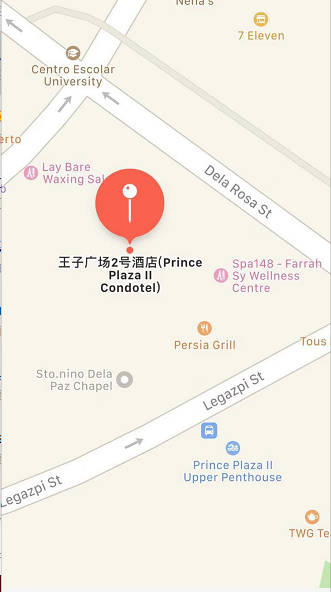 Nena's
7 Eleven
Centro Escolar
University
erto
Lay Bare
Waxing Sal
Dela Rosa St
王子广场2号酒店(Prince
Plaza II
Condotel)
Spa148 - Farrah
Sy Wellness
Centre
Persia Grill
Tous
Sto.nino Dela
Paz Chapel
Legazpi St
Prince Plaza II
Upper Penthouse
Legazpi St
TWG Te